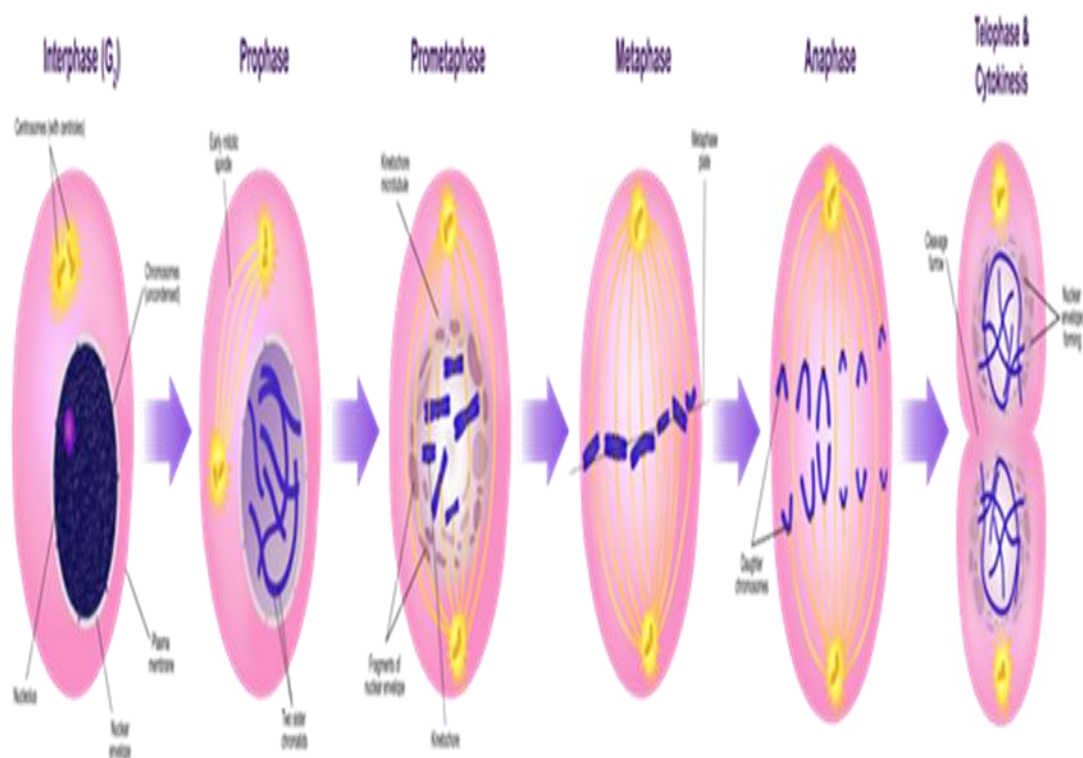 Interphase (G₂)
Prophase
Prometaphase
Metaphase
Anaphase
Telophase &
Cytokinesis
Centrosomes (with centrioles)
Chromosomes
(uncondensed)
Nucleolus
Nuclear
envelope
Plasma
membrane
Early mitotic
spindle
Two sister
chromatids
Kinetochore
microtubule
Fragments of
nuclear envelope
Kinetochore
Metaphase
plate
Daughter
chromosomes
Cleavage
furrow
Nuclear
envelope
forming